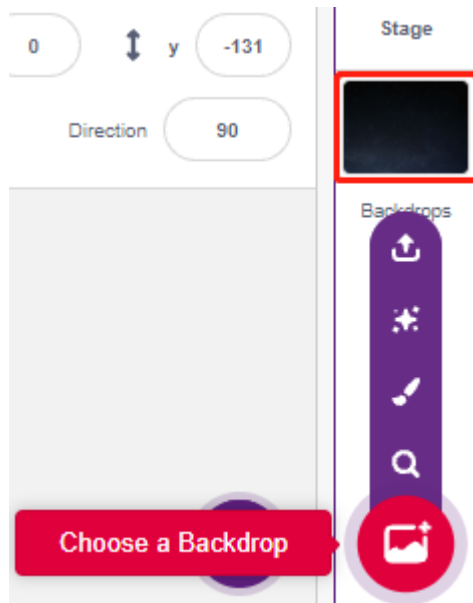 Stage
0
y
-131
Direction
90
Backdrops
Choose a Backdrop